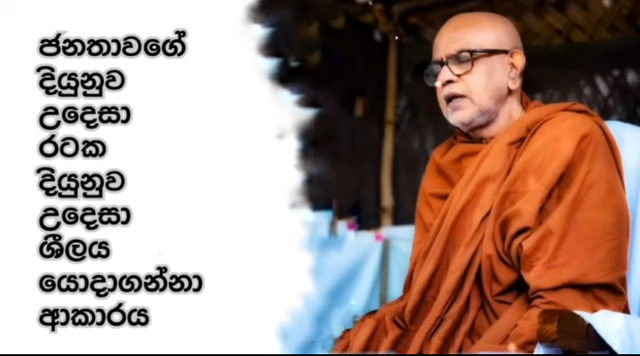 ජනතාවගේ
දියුනුව
උදෙසා
රටක
දියුනුව
උදෙසා
ශීලය
යොදාගන්නා
ආකාරය